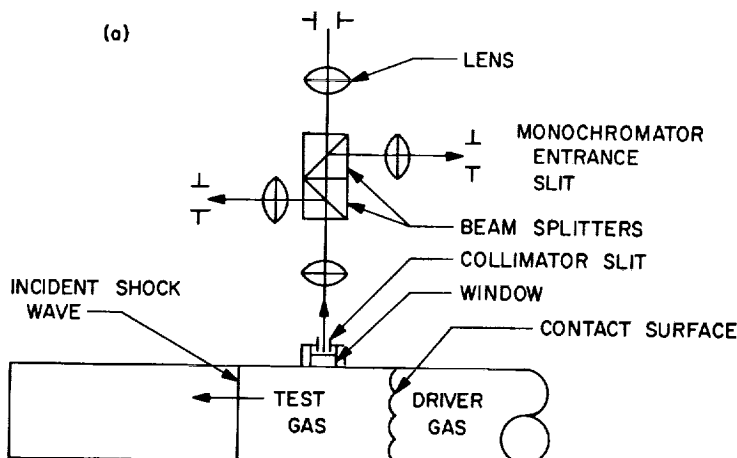 (a)
LENS
MONOCHROMATOR
ENTRANCE
SLIT
BEAM SPLITTERS
COLLIMATOR SLIT
WINDOW
INCIDENT SHOCK
WAVE
CONTACT SURFACE
TEST
GAS
DRIVER
GAS